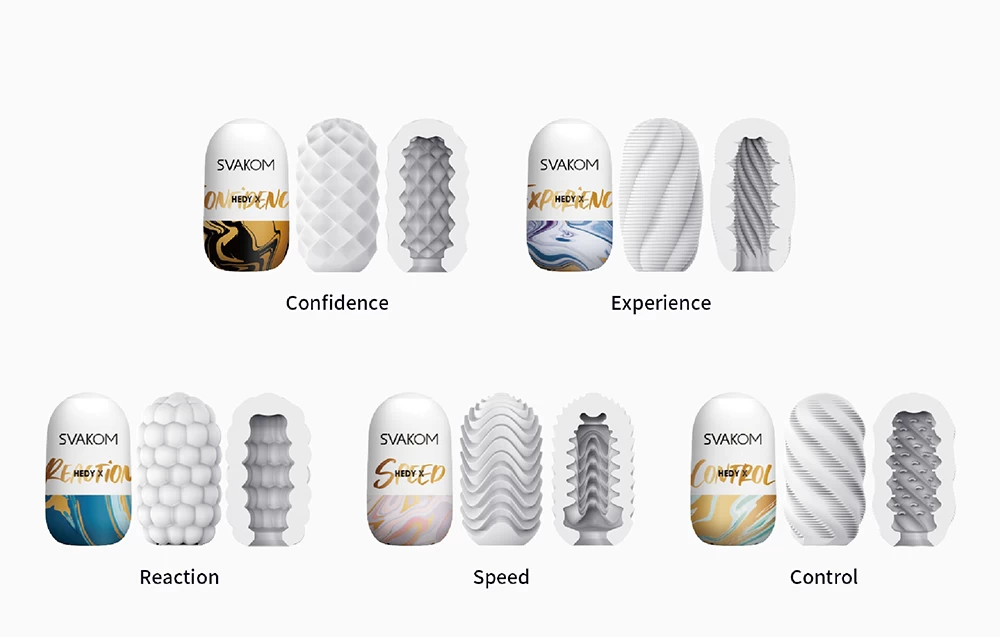 SVAKOM
CONFIDENC
HEDY X
SVAKOM
EXPERIENC
HEDY X
Confidence
Experience
SVAKOM
REACTION
HEDY X
SVAKOM
SPEED
HEDY X
SVAKOM
CONTROL
HEDY X
Reaction
Speed
Control